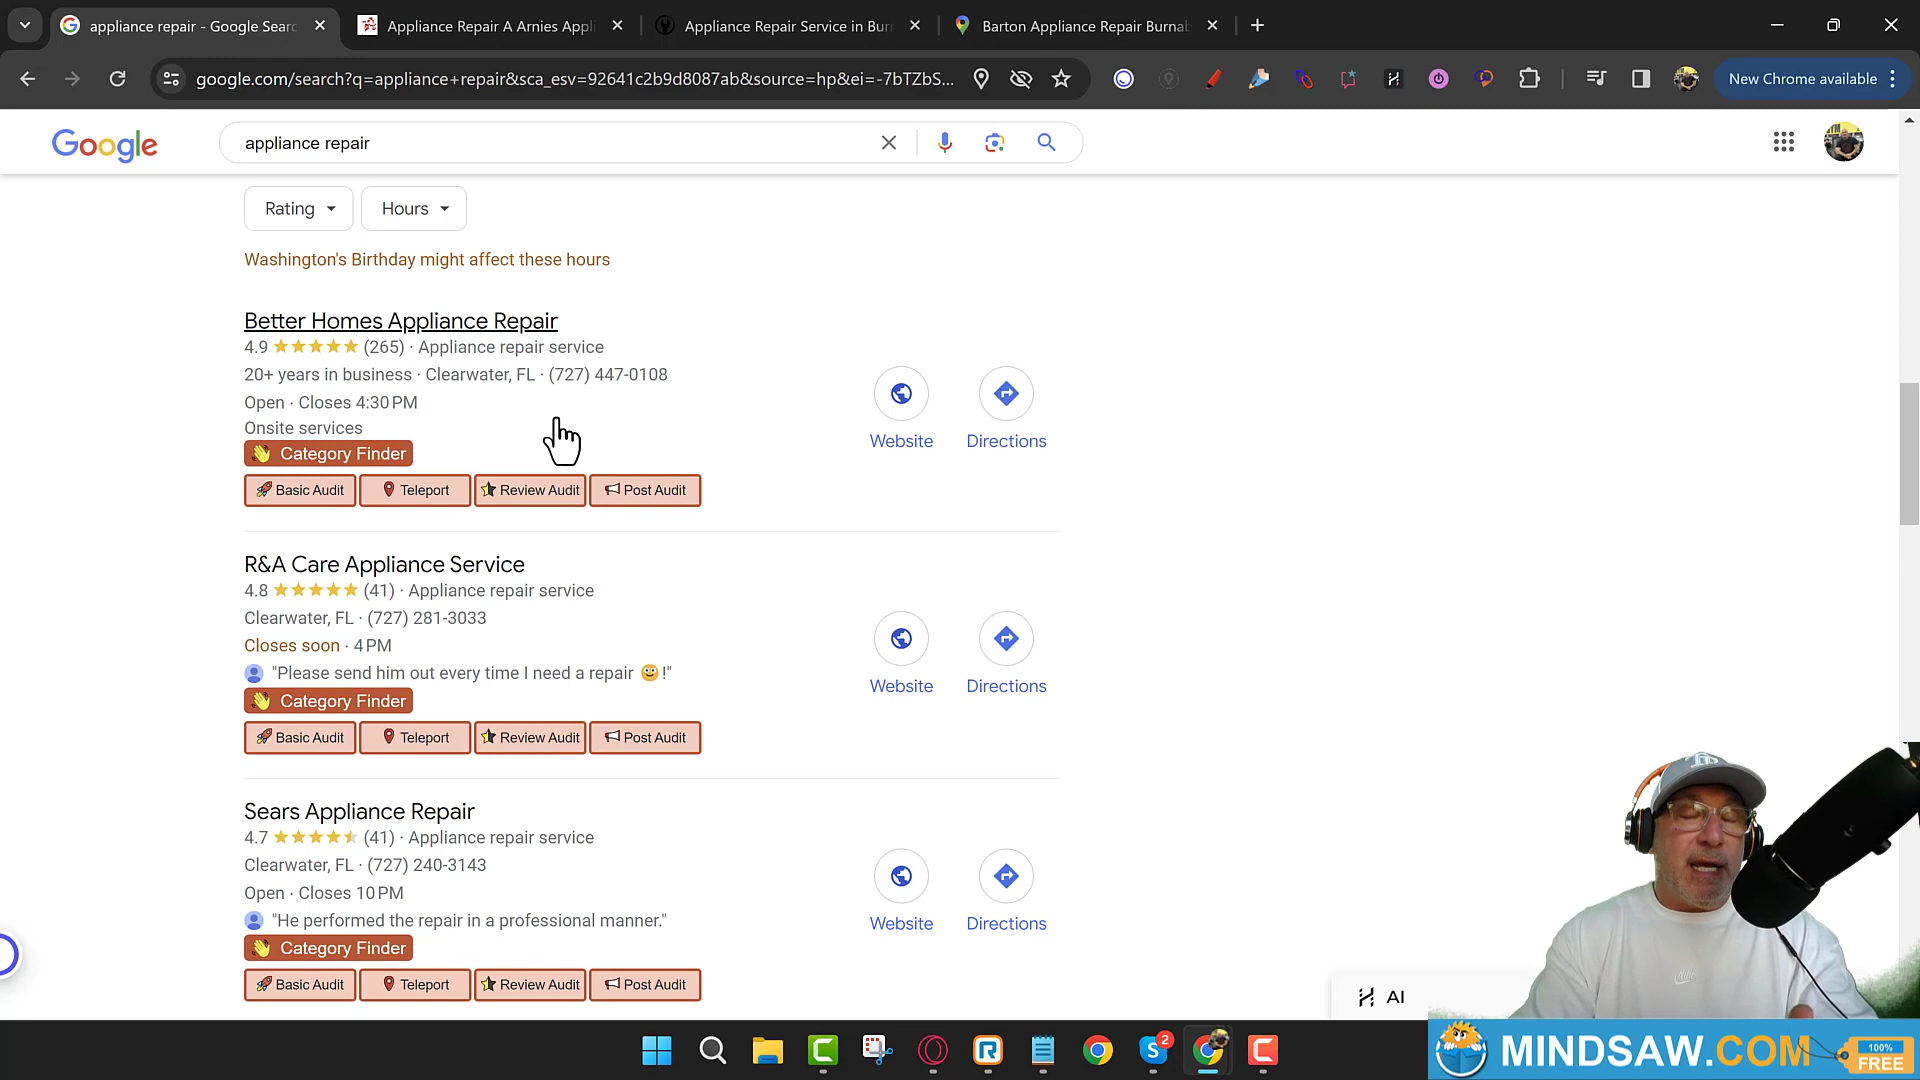 appliance repair - Google Sear
Appliance Repair A Arnies Appl
Appliance Repair Service in Bur
Barton Appliance Repair Burnab
google.com/search?q=appliance+repair&sca_esv=92641c2b9d8087ab&source=hp&ei=-7bTZbS...
New Chrome available
Google
appliance repair
Rating
Hours
Washington's Birthday might affect these hours
Better Homes Appliance Repair
4.9 (265) · Appliance repair service
20+ years in business · Clearwater, FL · (727) 447-0108
Open · Closes 4:30 PM
Onsite services
Category Finder
Basic Audit Teleport Review Audit Post Audit
Website Directions
R&A Care Appliance Service
4.8 (41) · Appliance repair service
Clearwater, FL · (727) 281-3033
Closes soon · 4 PM
"Please send him out every time I need a repair 🙂!"
Category Finder
Basic Audit Teleport Review Audit Post Audit
Website Directions
Sears Appliance Repair
4.7 (41) · Appliance repair service
Clearwater, FL · (727) 240-3143
Open · Closes 10 PM
"He performed the repair in a professional manner."
Category Finder
Basic Audit Teleport Review Audit Post Audit
Website Directions
AI
2
MINDSAW.COM
100%
FREE